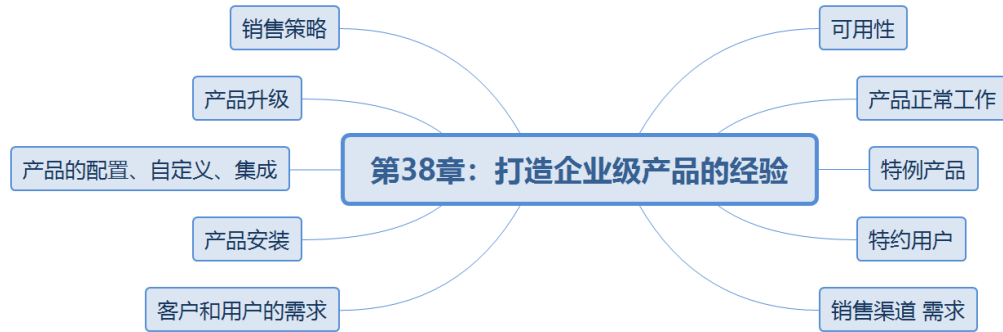 第38章：打造企业级产品的经验
可用性
产品正常工作
特例产品
特约用户
销售渠道 需求
客户和用户的需求
产品安装
产品的配置、自定义、集成
产品升级
销售策略